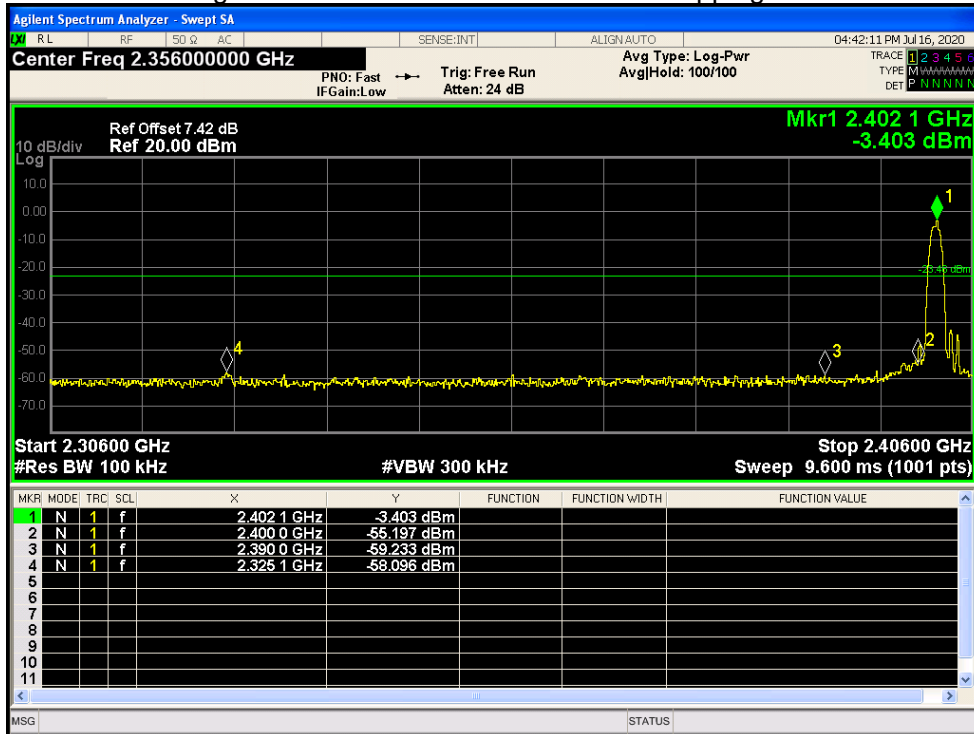 Agilent Spectrum Analyzer - Swept SA
LXI RL RF 50 Ω AC SENSE:INT ALIGN AUTO 04:42:11 PM Jul 16, 2020
Center Freq 2.356000000 GHz
PNO: Fast
IFGain:Low
Trig: Free Run
Atten: 24 dB
Avg Type: Log-Pwr
Avg|Hold: 100/100
TRACE 1 2 3 4 5 6
TYPE M
DET P N N N N N
Mkr1 2.402 1 GHz
-3.403 dBm
Ref Offset 7.42 dB
10 dB/div Ref 20.00 dBm
Log
10.0
0.00
-10.0
-20.0
-30.0
-40.0
-50.0
-60.0
-70.0
1
2
3
4
Start 2.30600 GHz Stop 2.40600 GHz
#Res BW 100 kHz #VBW 300 kHz Sweep 9.600 ms (1001 pts)
MKR MODE TRC SCL X Y FUNCTION FUNCTION WIDTH FUNCTION VALUE
1 N 1 f 2.402 1 GHz -3.403 dBm
2 N 1 f 2.400 0 GHz -55.197 dBm
3 N 1 f 2.390 0 GHz -59.233 dBm
4 N 1 f 2.325 1 GHz -58.096 dBm
5
6
7
8
9
10
11
MSG STATUS